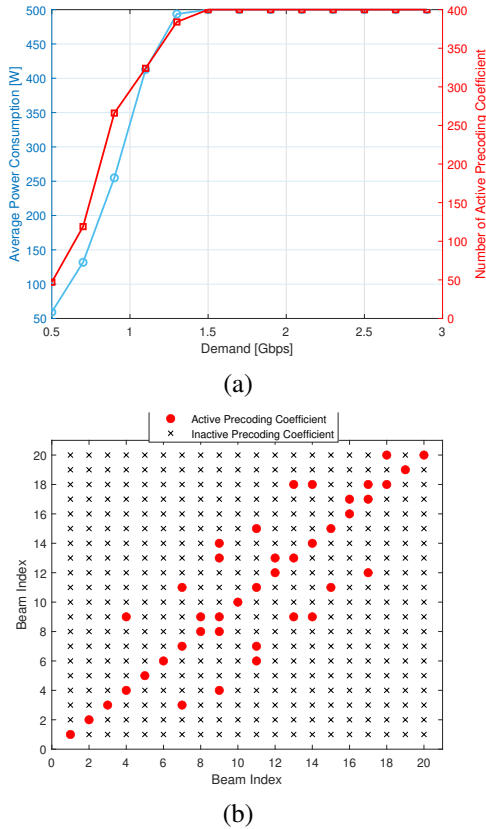 500
450
400
350
300
250
200
150
100
50
Average Power Consumption [W]
400
350
300
250
200
150
100
50
0
Number of Active Precoding Coefficient
0.5 1 1.5 2 2.5 3
Demand [Gbps]
(a)
Active Precoding Coefficient
Inactive Precoding Coefficient
20
18
16
14
12
10
8
6
4
2
0
Beam Index
0 2 4 6 8 10 12 14 16 18 20
Beam Index
(b)